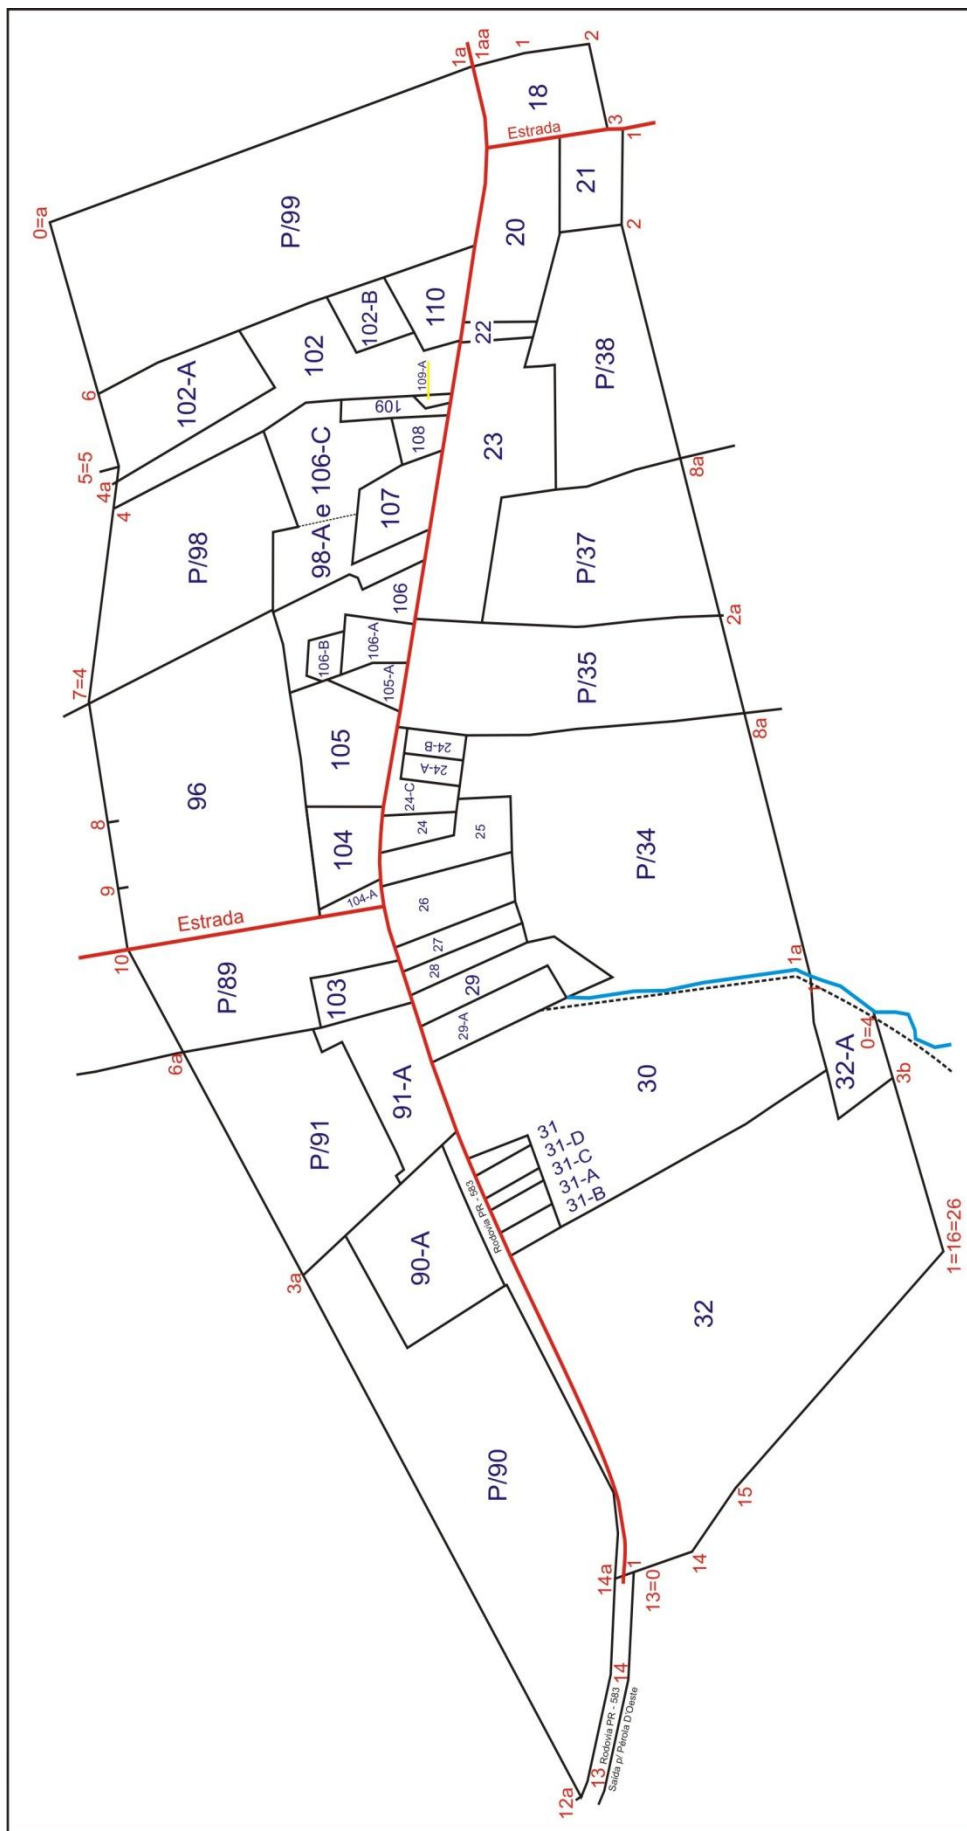 12a
13
Rodovia PR - 583
Saída p/ Pérola D'Oeste
14
14a
1
13=0
14
15
1=16=26
P/90
3a
90-A
Rodovia PR - 583
32
P/91
91-A
6a
31
31-D
31-C
31-A
31-B
30
32-A
3b
0=4
1
1a
10
Estrada
P/89
103
29-A
29
28
27
26
25
24
24-C
24-A
24-B
9
8
96
104-A
104
105
105-A
106-A
106-B
106
P/34
8a
P/35
2a
7=4
P/98
98-A e 106-C
107
108
109
109-A
P/37
8a
23
4
4a
5=5
6
102-A
102
102-B
110
22
P/38
20
P/99
0=a
21
2
1
3
Estrada
18
1a
1aa
1
2